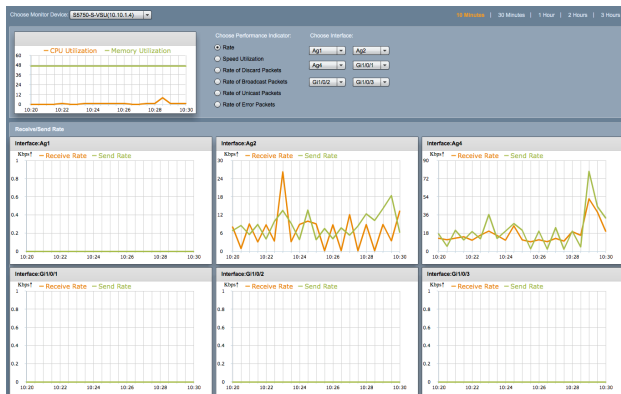 Choose Monitor Device: S5750-S-VSU(10.10.1.4)
10 Minutes | 30 Minutes | 1 Hour | 2 Hours | 3 Hours
CPU Utilization Memory Utilization
60
48
36
24
12
0
10:20 10:22 10:24 10:26 10:28 10:30
Choose Performance Indicator:
Rate
Speed Utilization
Rate of Discard Packets
Rate of Broadcast Packets
Rate of Unicast Packets
Rate of Error Packets
Choose Interface:
Ag1 Ag2
Ag4 Gi1/0/1
Gi1/0/2 Gi1/0/3
Receive/Send Rate
Interface:Ag1
Kbps
Receive Rate Send Rate
1
0.8
0.6
0.4
0.2
0
10:20 10:22 10:24 10:26 10:28 10:30
Interface:Ag2
Kbps
Receive Rate Send Rate
30
24
18
12
6
0
10:20 10:22 10:24 10:26 10:28 10:30
Interface:Ag4
Kbps
Receive Rate Send Rate
90
72
54
36
18
0
10:20 10:22 10:24 10:26 10:28 10:30
Interface:Gi1/0/1
Kbps
Receive Rate Send Rate
1
0.8
0.6
0.4
0.2
0
10:20 10:22 10:24 10:26 10:28 10:30
Interface:Gi1/0/2
Kbps
Receive Rate Send Rate
1
0.8
0.6
0.4
0.2
0
10:20 10:22 10:24 10:26 10:28 10:30
Interface:Gi1/0/3
Kbps
Receive Rate Send Rate
1
0.8
0.6
0.4
0.2
0
10:20 10:22 10:24 10:26 10:28 10:30